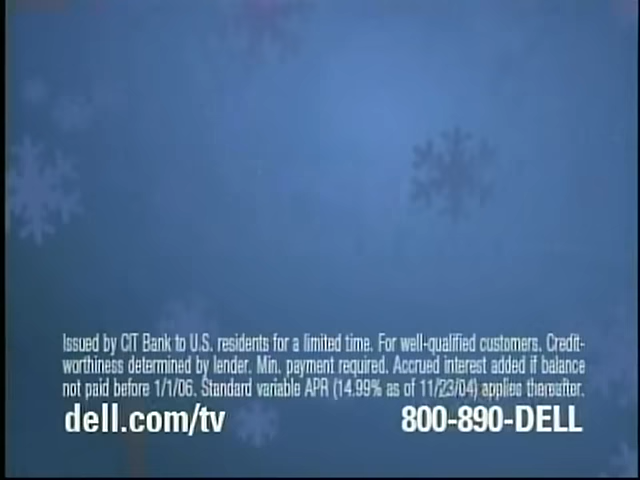 Issued by CIT Bank to U.S. residents for a limited time. For well-qualified customers. Credit-
worthiness determined by lender. Min. payment required. Accrued interest added if balance
not paid before 1/1/06. Standard variable APR (14.99% as of 11/23/04) applies thereafter.
dell.com/tv 800-890-DELL